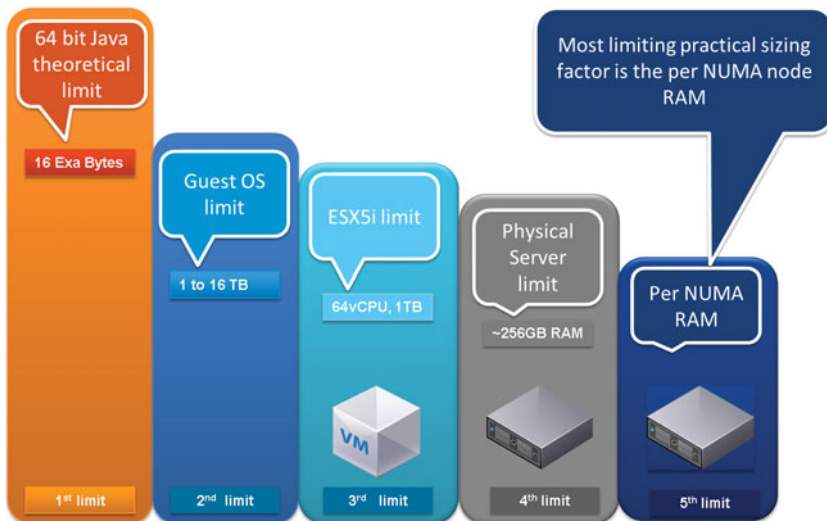 64 bit Java
theoretical
limit
16 Exa Bytes
1st limit
Guest OS
limit
1 to 16 TB
2nd limit
ESX5i limit
64vCPU, 1TB
VM
3rd limit
Physical
Server
limit
~256GB RAM
4th limit
Most limiting practical sizing
factor is the per NUMA node
RAM
Per NUMA
RAM
5th limit